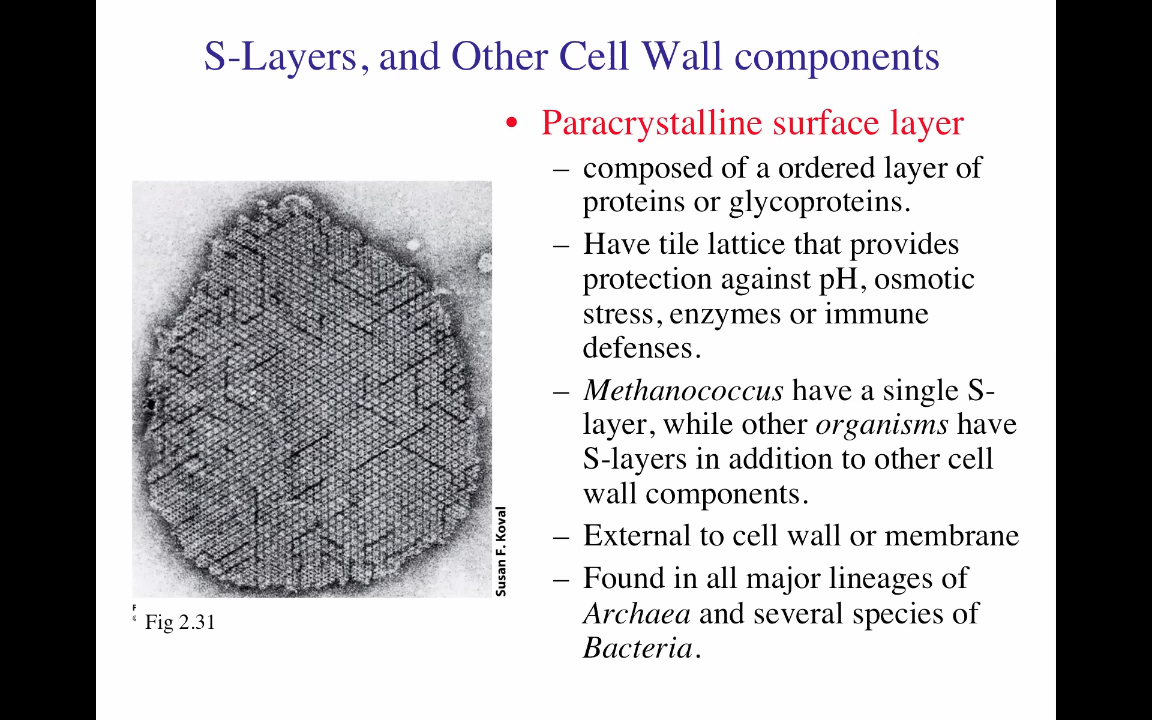 S-Layers, and Other Cell Wall components
• Paracrystalline surface layer
– composed of a ordered layer of
proteins or glycoproteins.
– Have tile lattice that provides
protection against pH, osmotic
stress, enzymes or immune
defenses.
– Methanococcus have a single S-
layer, while other organisms have
S-layers in addition to other cell
wall components.
– External to cell wall or membrane
– Found in all major lineages of
Archaea and several species of
Bacteria.
Susan F. Koval
F
Fig 2.31